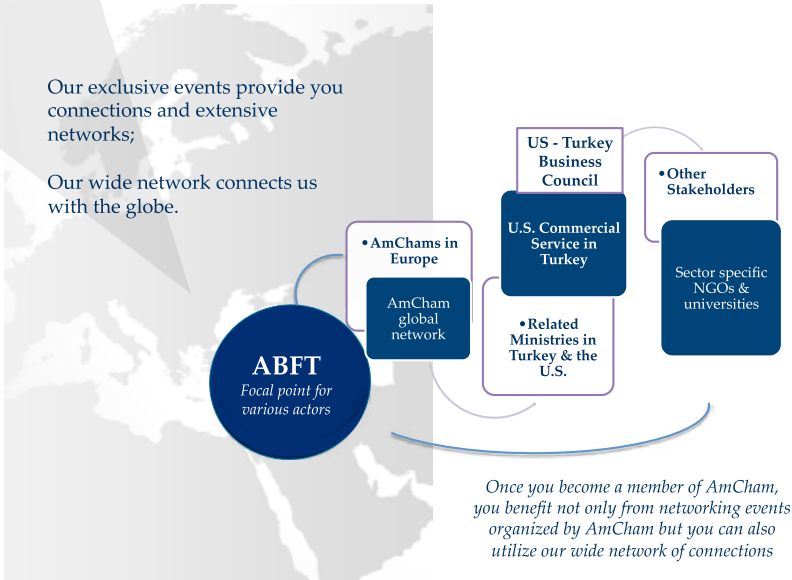 Our exclusive events provide you
connections and extensive
networks;
Our wide network connects us
with the globe.
ABFT
Focal point for
various actors
•AmChams in
Europe
AmCham
global
network
US - Turkey
Business
Council
U.S. Commercial
Service in
Turkey
•Related
Ministries in
Turkey & the
U.S.
•Other
Stakeholders
Sector specific
NGOs &
universities
Once you become a member of AmCham,
you benefit not only from networking events
organized by AmCham but you can also
utilize our wide network of connections